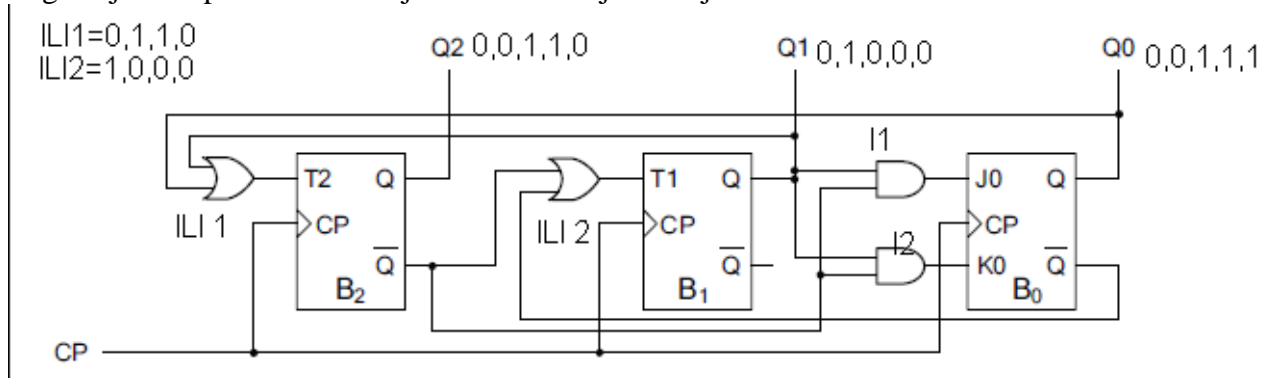 ILI1=0,1,1,0
ILI2=1,0,0,0
Q2 0,0,1,1,0
Q1 0,1,0,0,0
Q0 0,0,1,1,1
I1
T2 Q
T1 Q
J0 Q
ILI 1
CP
ILI 2
CP
I2
CP
Q
Q
K0 Q
B2
B1
B0
CP